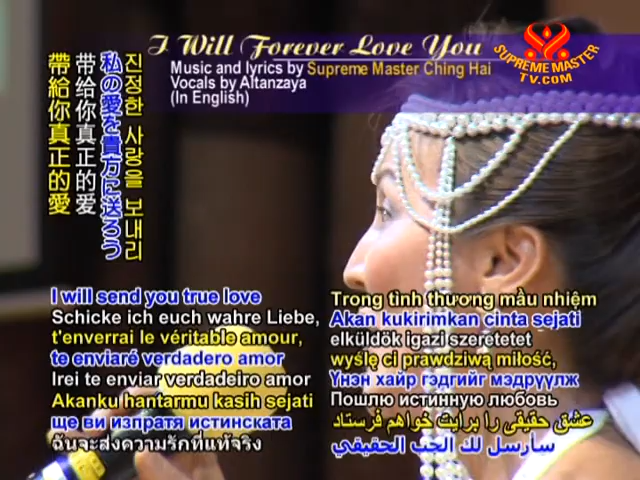 I Will Forever Love You
Music and lyrics by Supreme Master Ching Hai
Vocals by Altanzaya
(In English)
SUPREME MASTER
TV.COM
帶給你真正的愛
带给你真正的爱
私の愛を貴方に送ろう
진정한 사랑을 보내리
I will send you true love
Schicke ich euch wahre Liebe,
t'enverrai le véritable amour,
te enviaré verdadero amor
Irei te enviar verdadeiro amor
Akanku hantarmu kasih sejati
ще ви изпратя истинската
ฉันจะส่งความรักที่แท้จริง
Trong tình thương mầu nhiệm
Akan kukirimkan cinta sejati
elküldök igazi szeretetet
wyślę ci prawdziwą miłość,
Үнэн хайр гэдгийг мэдрүүлж
Пошлю истинную любовь
عشق حقیقی را برایت خواهم فرستاد
سأرسل لك الحب الحقيقي